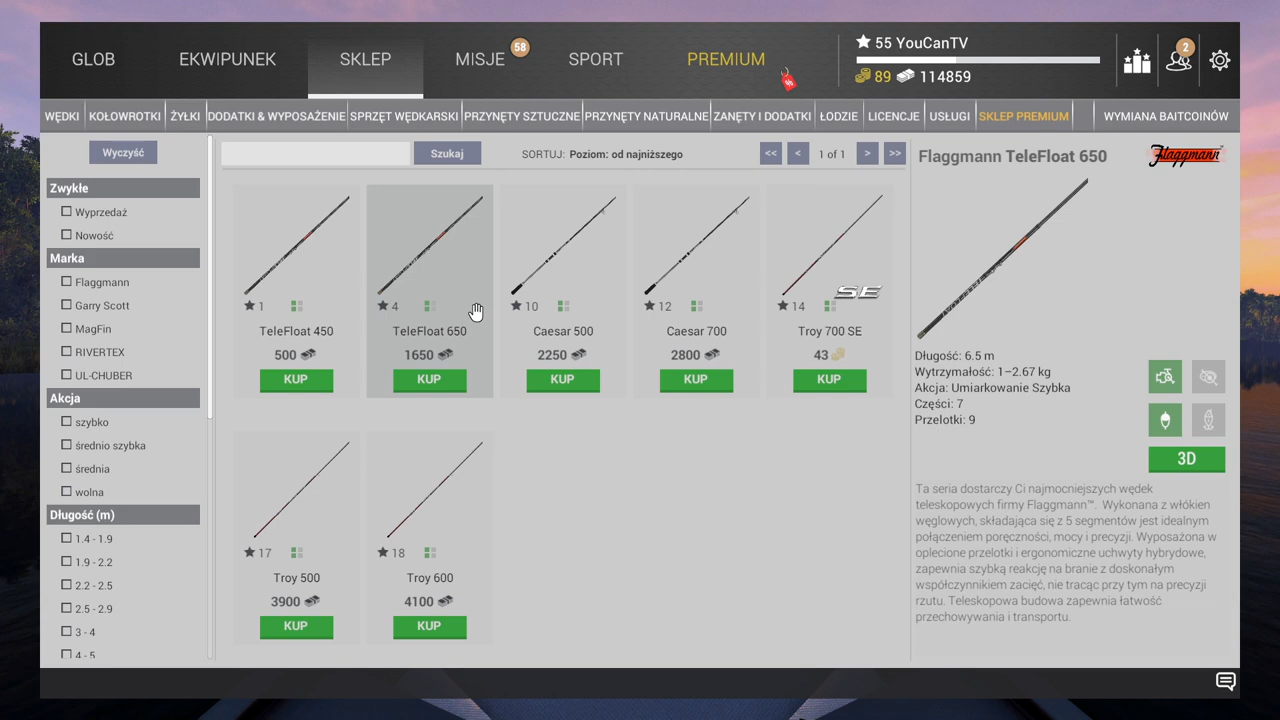 GLOB EKWIPUNEK SKLEP MISJE 58 SPORT PREMIUM %
55 YouCanTV
89 114859
2
WĘDKI KOŁOWROTKI ŻYŁKI DODATKI & WYPOSAŻENIE SPRZĘT WĘDKARSKI PRZYNĘTY SZTUCZNE PRZYNĘTY NATURALNE ZANĘTY I DODATKI ŁODZIE LICENCJE USŁUGI SKLEP PREMIUM WYMIANA BAITCOINÓW
Wyczyść
Zwykłe
Wyprzedaż
Nowość
Marka
Flaggmann
Garry Scott
MagFin
RIVERTEX
UL-CHUBER
Akcja
szybko
średnio szybka
średnia
wolna
Długość (m)
1.4 - 1.9
1.9 - 2.2
2.2 - 2.5
2.5 - 2.9
3 - 4
4 - 5
Szukaj SORTUJ: Poziom: od najniższego << < 1 of 1 > >>
1 4 10 12 14 SE
TeleFloat 450 TeleFloat 650 Caesar 500 Caesar 700 Troy 700 SE
500 1650 2250 2800 43
KUP KUP KUP KUP KUP
17 18
Troy 500 Troy 600
3900 4100
KUP KUP
Flaggmann TeleFloat 650 Flaggmann
Długość: 6.5 m
Wytrzymałość: 1–2.67 kg
Akcja: Umiarkowanie Szybka
Części: 7
Przelotki: 9
3D
Ta seria dostarczy Ci najmocniejszych wędek
teleskopowych firmy Flaggmann™. Wykonana z włókien
węglowych, składająca się z 5 segmentów jest idealnym
połączeniem poręczności, mocy i precyzji. Wyposażona w
oplecione przelotki i ergonomiczne uchwyty hybrydowe,
zapewnia szybką reakcję na branie z doskonałym
współczynnikiem zacięć, nie tracąc przy tym na precyzji
rzutu. Teleskopowa budowa zapewnia łatwość
przechowywania i transportu.